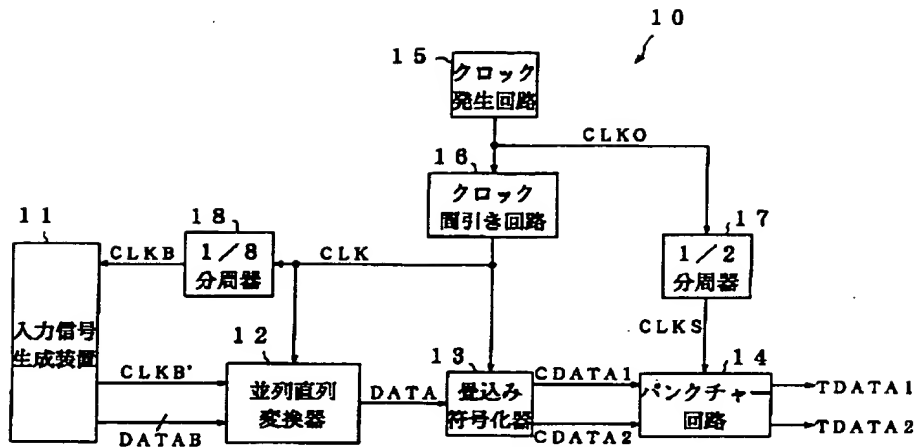 10
15
クロック
発生回路
CLKO
16
クロック
間引き回路
11
18
17
CLKB
1/8
分周器
CLK
1/2
分周器
入力信号
生成装置
CLKS
12
13
14
CLKB'
並列直列
変換器
DATA
畳込み
符号化器
CDATA1
パンクチャー
回路
TDATA1
DATAB
CDATA2
TDATA2